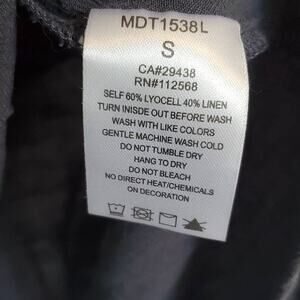 MDT1538L
S
CA#29438
RN#112568
SELF 60% LYOCELL 40% LINEN
TURN INISDE OUT BEFORE WASH
WASH WITH LIKE COLORS
GENTLE MACHINE WASH COLD
DO NOT TUMBLE DRY
HANG TO DRY
DO NOT BLEACH
NO DIRECT HEAT/CHEMICALS
ON DECORATION